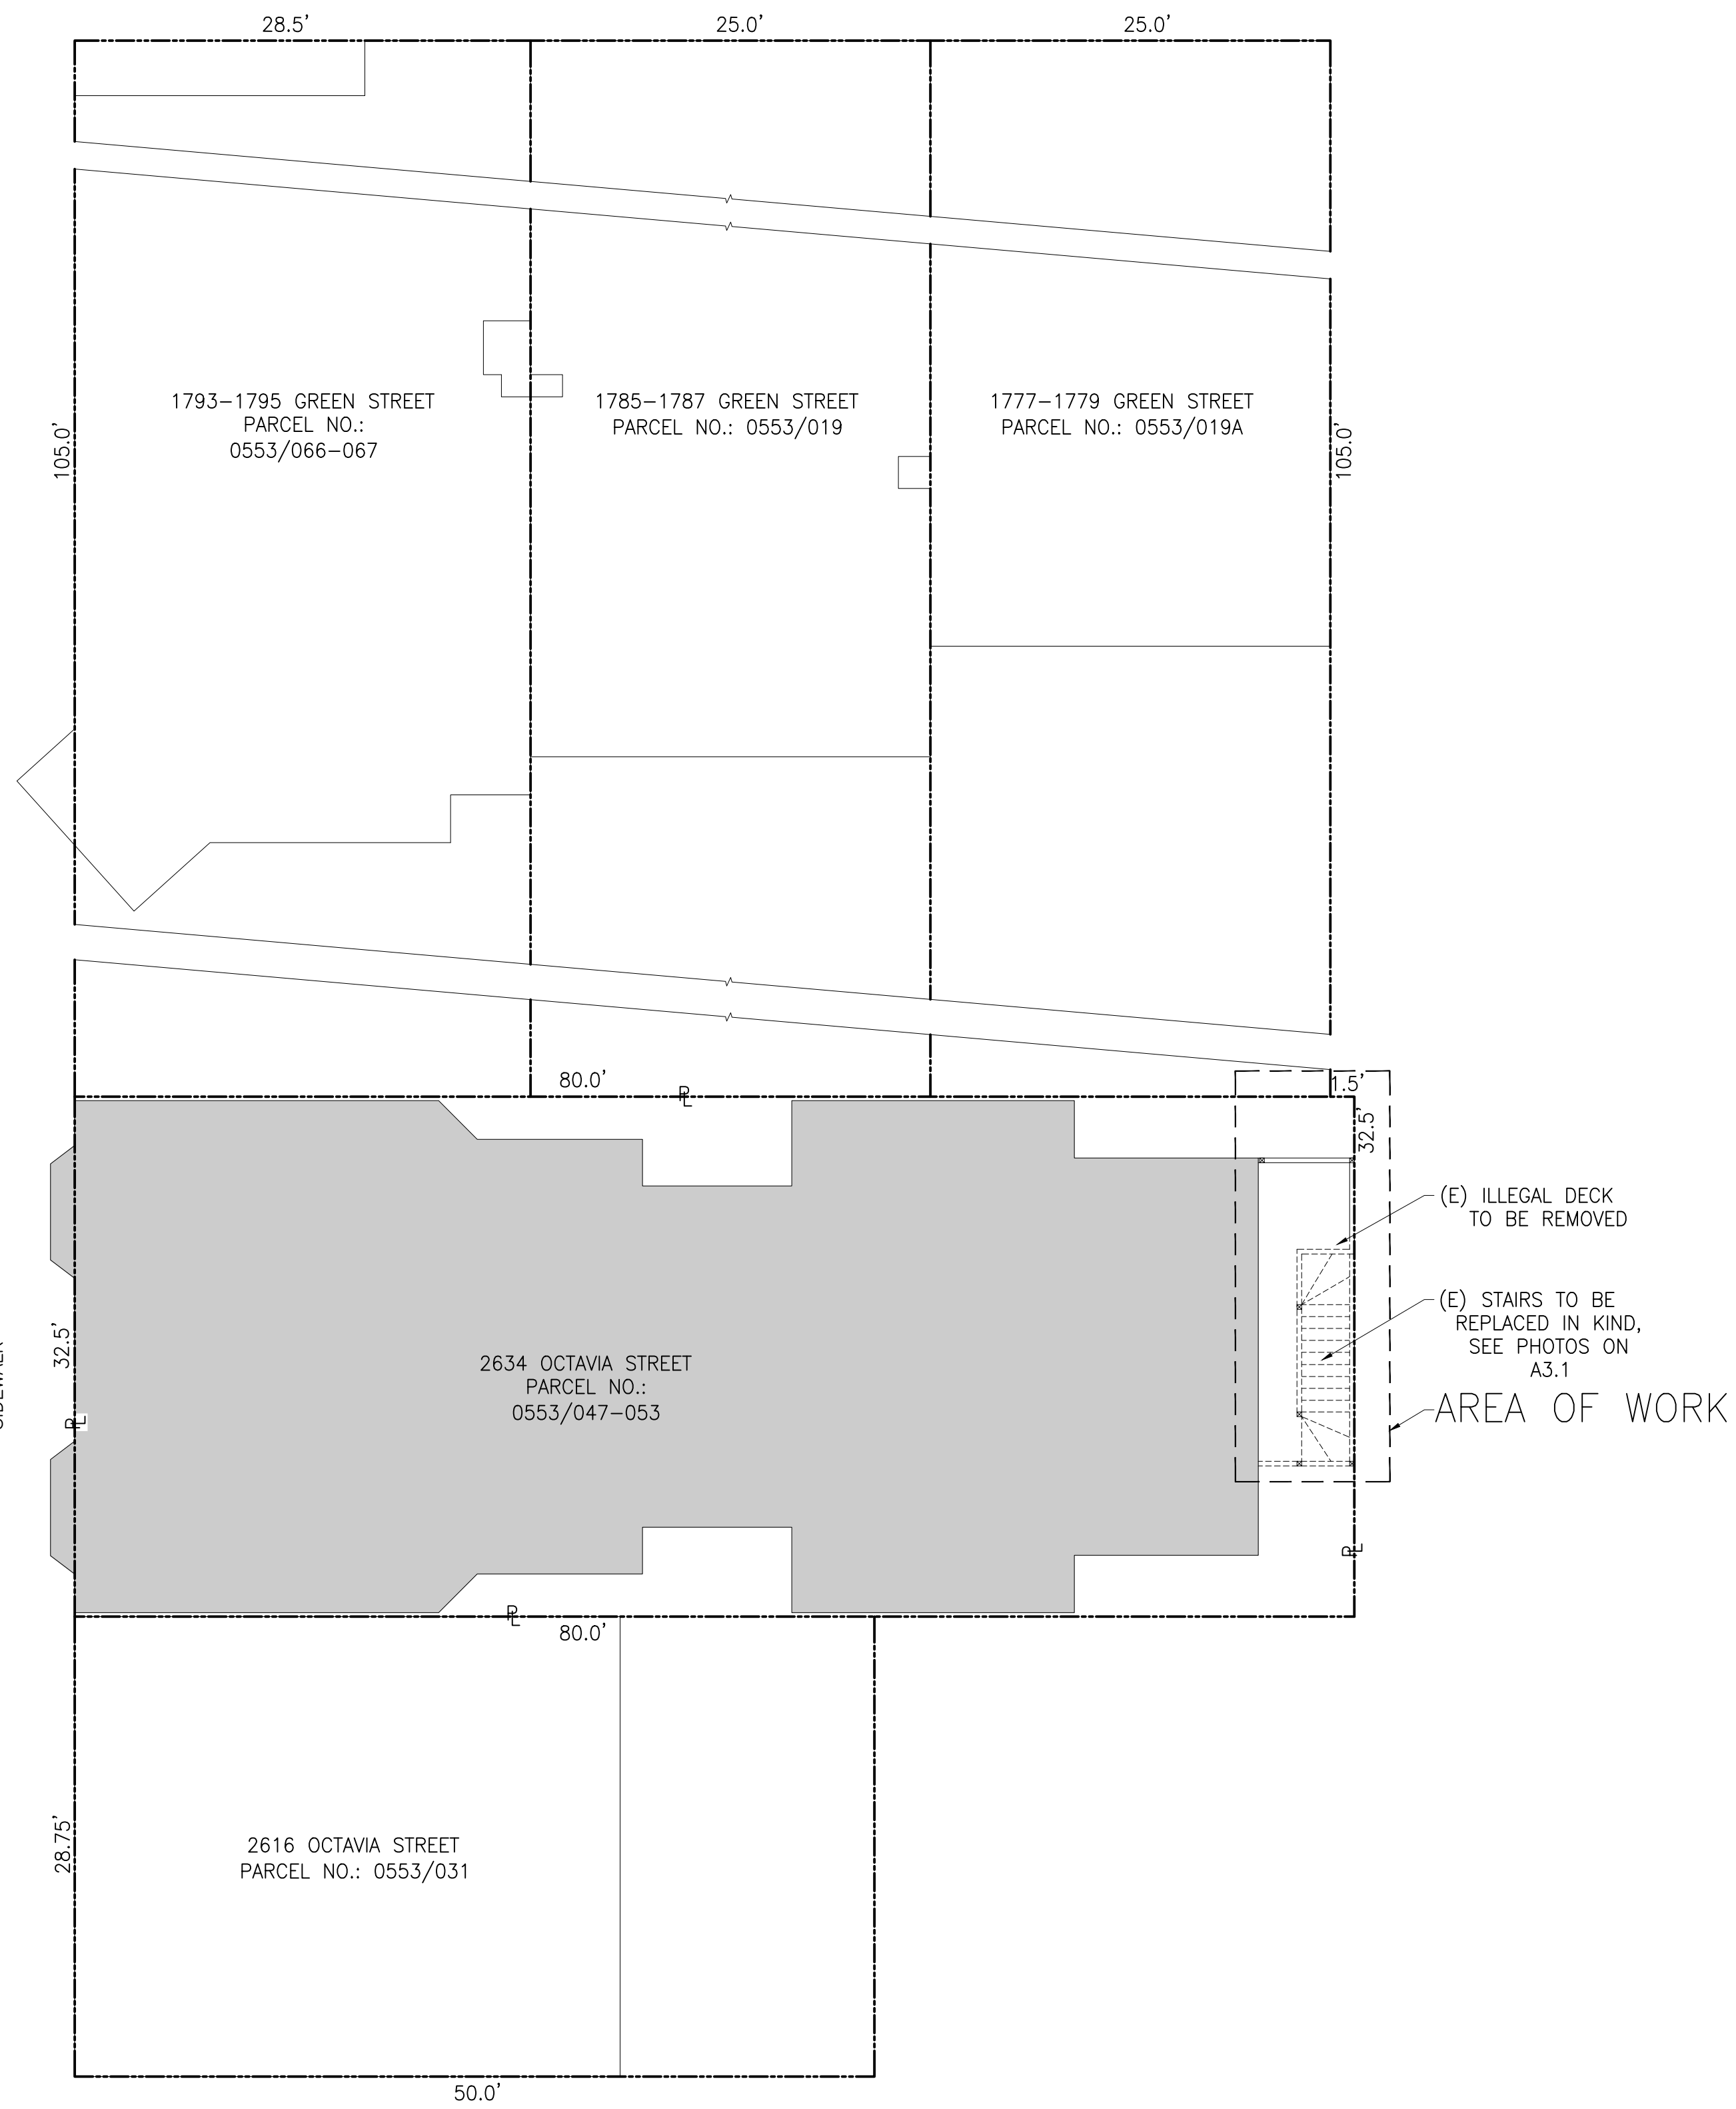 28.5'
25.0'
25.0'
1793-1795 GREEN STREET
PARCEL NO.:
0553/066-067
1785-1787 GREEN STREET
PARCEL NO.: 0553/019
1777-1779 GREEN STREET
PARCEL NO.: 0553/019A
105.0'
105.0'
80.0'
PL
1.5'
32.5'
(E) ILLEGAL DECK
TO BE REMOVED
(E) STAIRS TO BE
REPLACED IN KIND,
SEE PHOTOS ON
A3.1
AREA OF WORK
32.5'
PL
2634 OCTAVIA STREET
PARCEL NO.:
0553/047-053
PL
PL
80.0'
28.75'
2616 OCTAVIA STREET
PARCEL NO.: 0553/031
50.0'